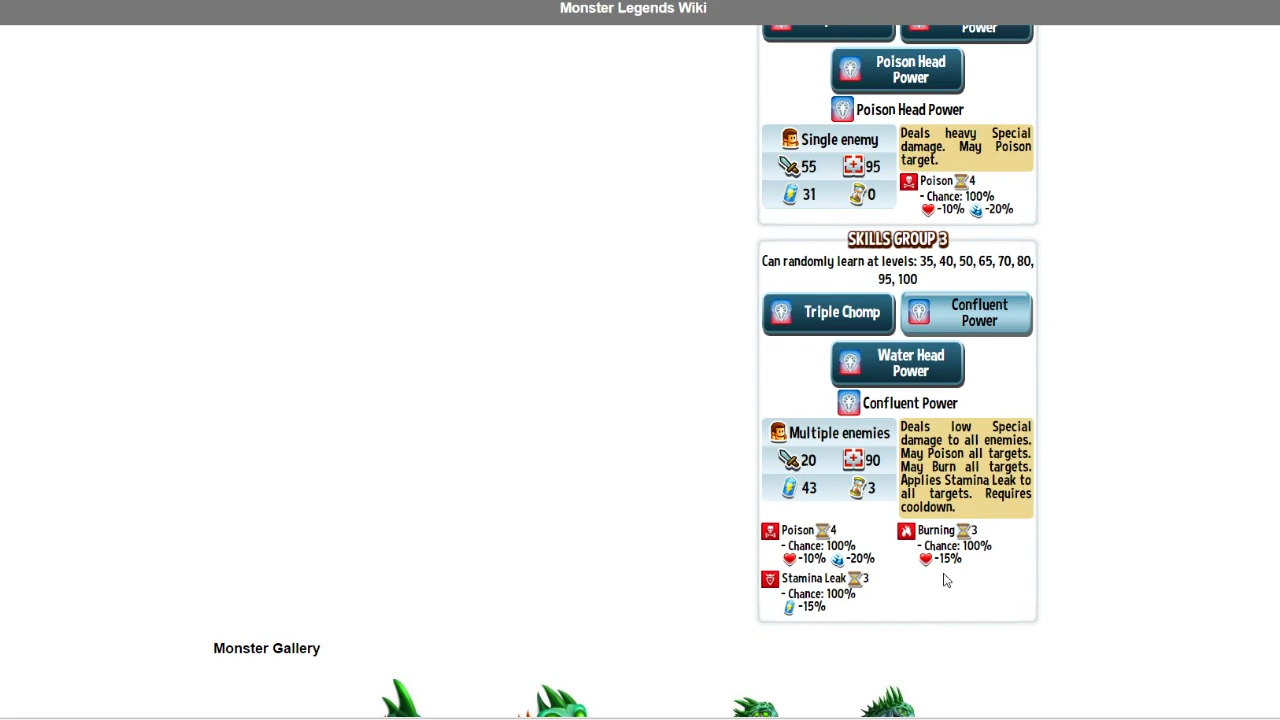 Monster Legends Wiki
Power
Poison Head
Power
Poison Head Power
Single enemy
55
95
31
0
Deals heavy Special
damage. May Poison
target.
Poison 4
- Chance: 100%
-10% -20%
SKILLS GROUP 3
Can randomly learn at levels: 35, 40, 50, 65, 70, 80,
95, 100
Triple Chomp
Confluent
Power
Water Head
Power
Confluent Power
Multiple enemies
20
90
43
3
Deals low Special
damage to all enemies.
May Poison all targets.
May Burn all targets.
Applies Stamina Leak to
all targets. Requires
cooldown.
Poison 4
- Chance: 100%
-10% -20%
Burning 3
- Chance: 100%
-15%
Stamina Leak 3
- Chance: 100%
-15%
Monster Gallery